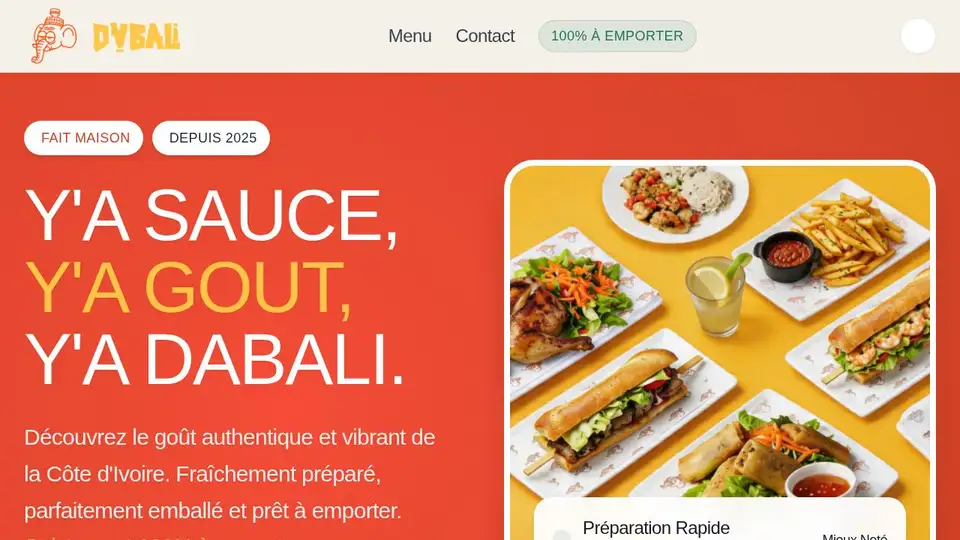 DYBALI
Menu
Contact
100% À EMPORTER
FAIT MAISON
DEPUIS 2025
Y'A SAUCE,
Y'A GOUT,
Y'A DABALI.
Découvrez le goût authentique et vibrant de
la Côte d'Ivoire. Fraîchement préparé,
parfaitement emballé et prêt à emporter.
Préparation Rapide
Mieux Noté